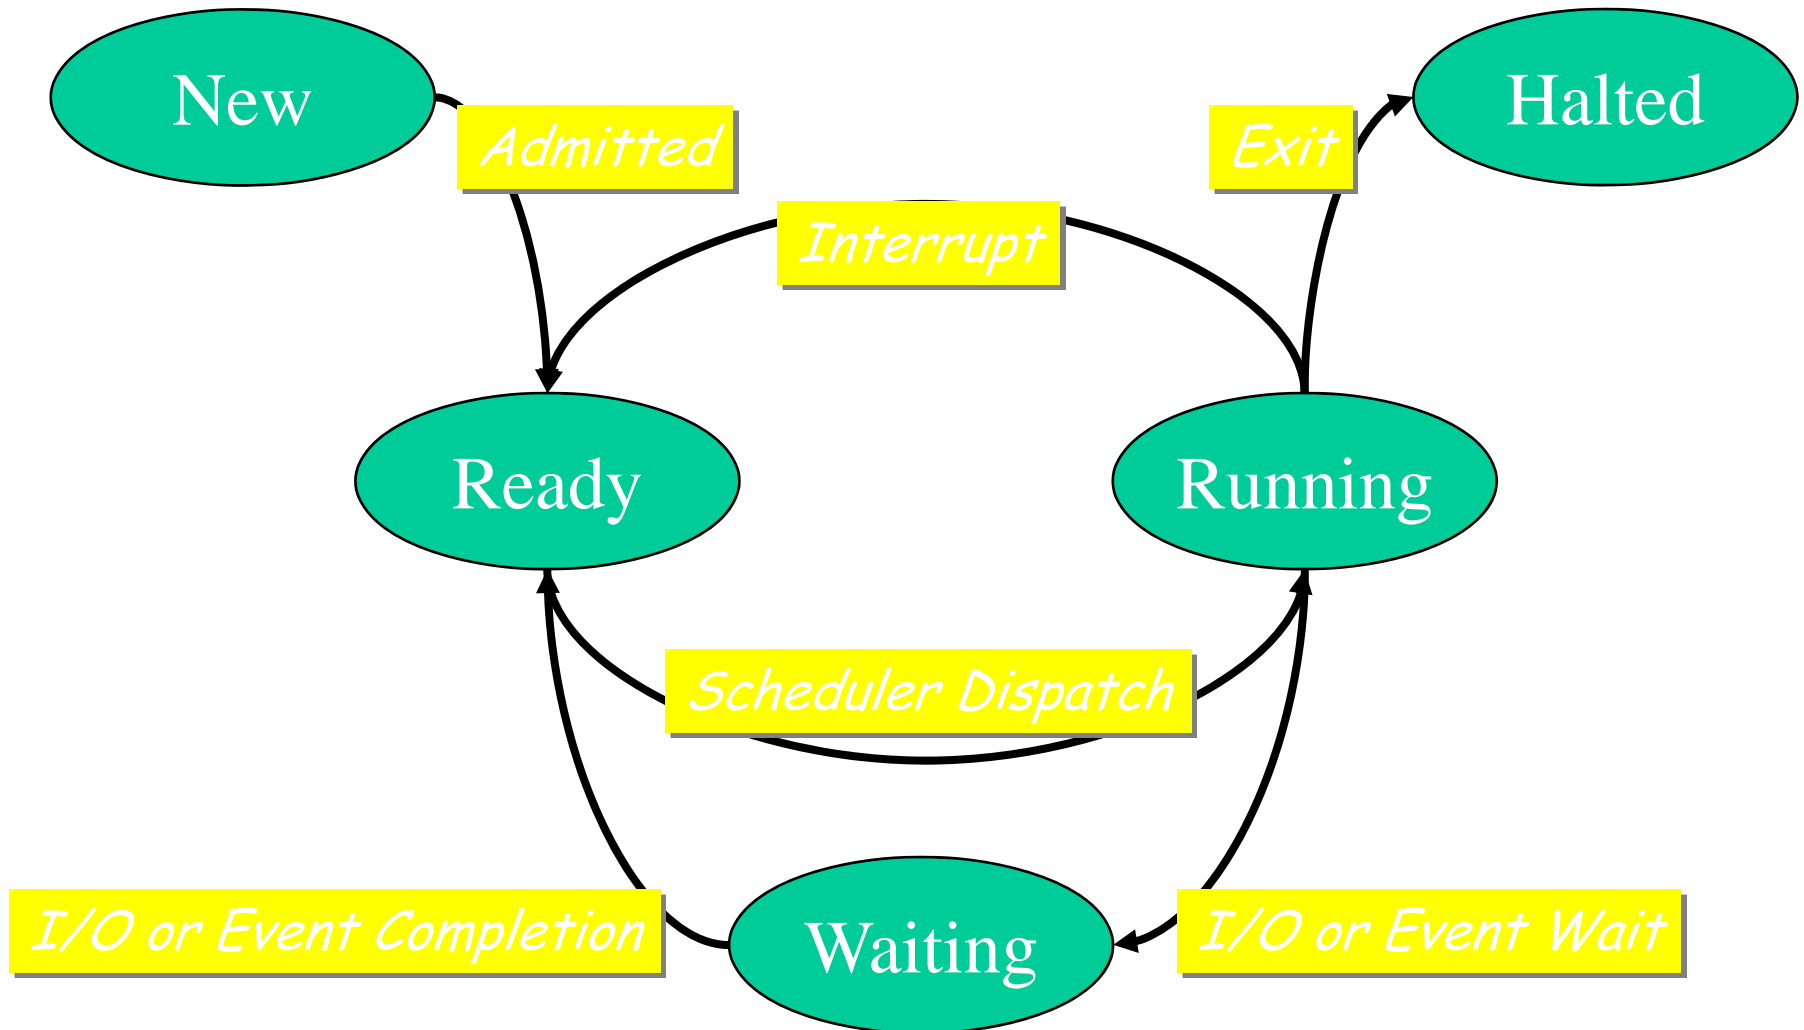 New
Halted
Admitted
Exit
Interrupt
Ready
Running
Scheduler Dispatch
I/O or Event Completion
Waiting
I/O or Event Wait